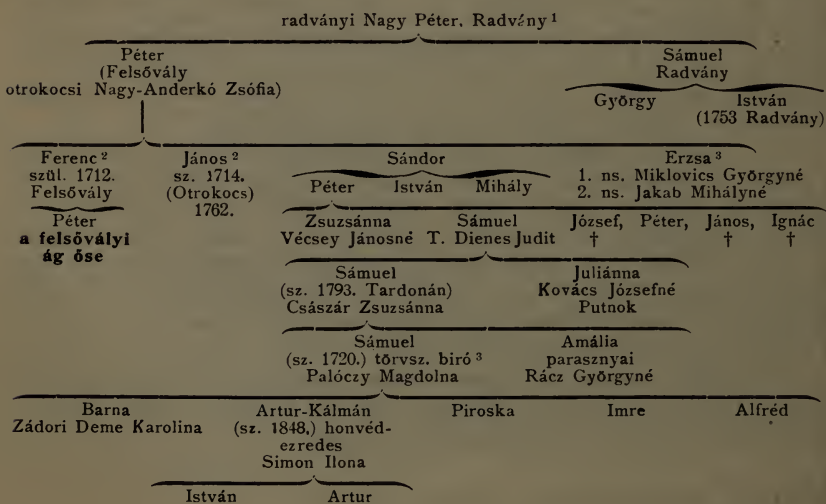 radványi Nagy Péter, Radvány ¹
Péter Sámuel
(Felsővály Radvány
otrokocsi Nagy-Anderkó Zsófia)
György István
(1753 Radvány)
Ferenc ² János ² Sándor Erzsa ³
szül. 1712. sz. 1714. 1. ns. Miklovics Györgyné
Felsővály (Otrokocs) Péter István Mihály 2. ns. Jakab Mihályné
1762.
Péter Zsuzsánna Sámuel József, Péter, János, Ignác
a felsővályi Vécsey Jánosné T. Dienes Judit † † †
ág őse
Sámuel Juliánna
(sz. 1793. Tardonán) Kovács Józsefné
Császár Zsuzsánna Putnok
Sámuel Amália
(sz. 1720.) törvsz. biró ³ parasznyai
Palóczy Magdolna Rácz Györgyné
Barna Artur-Kálmán Piroska Imre Alfréd
Zádori Deme Karolina (sz. 1848.) honvéd-
ezredes
Simon Ilona
István Artur